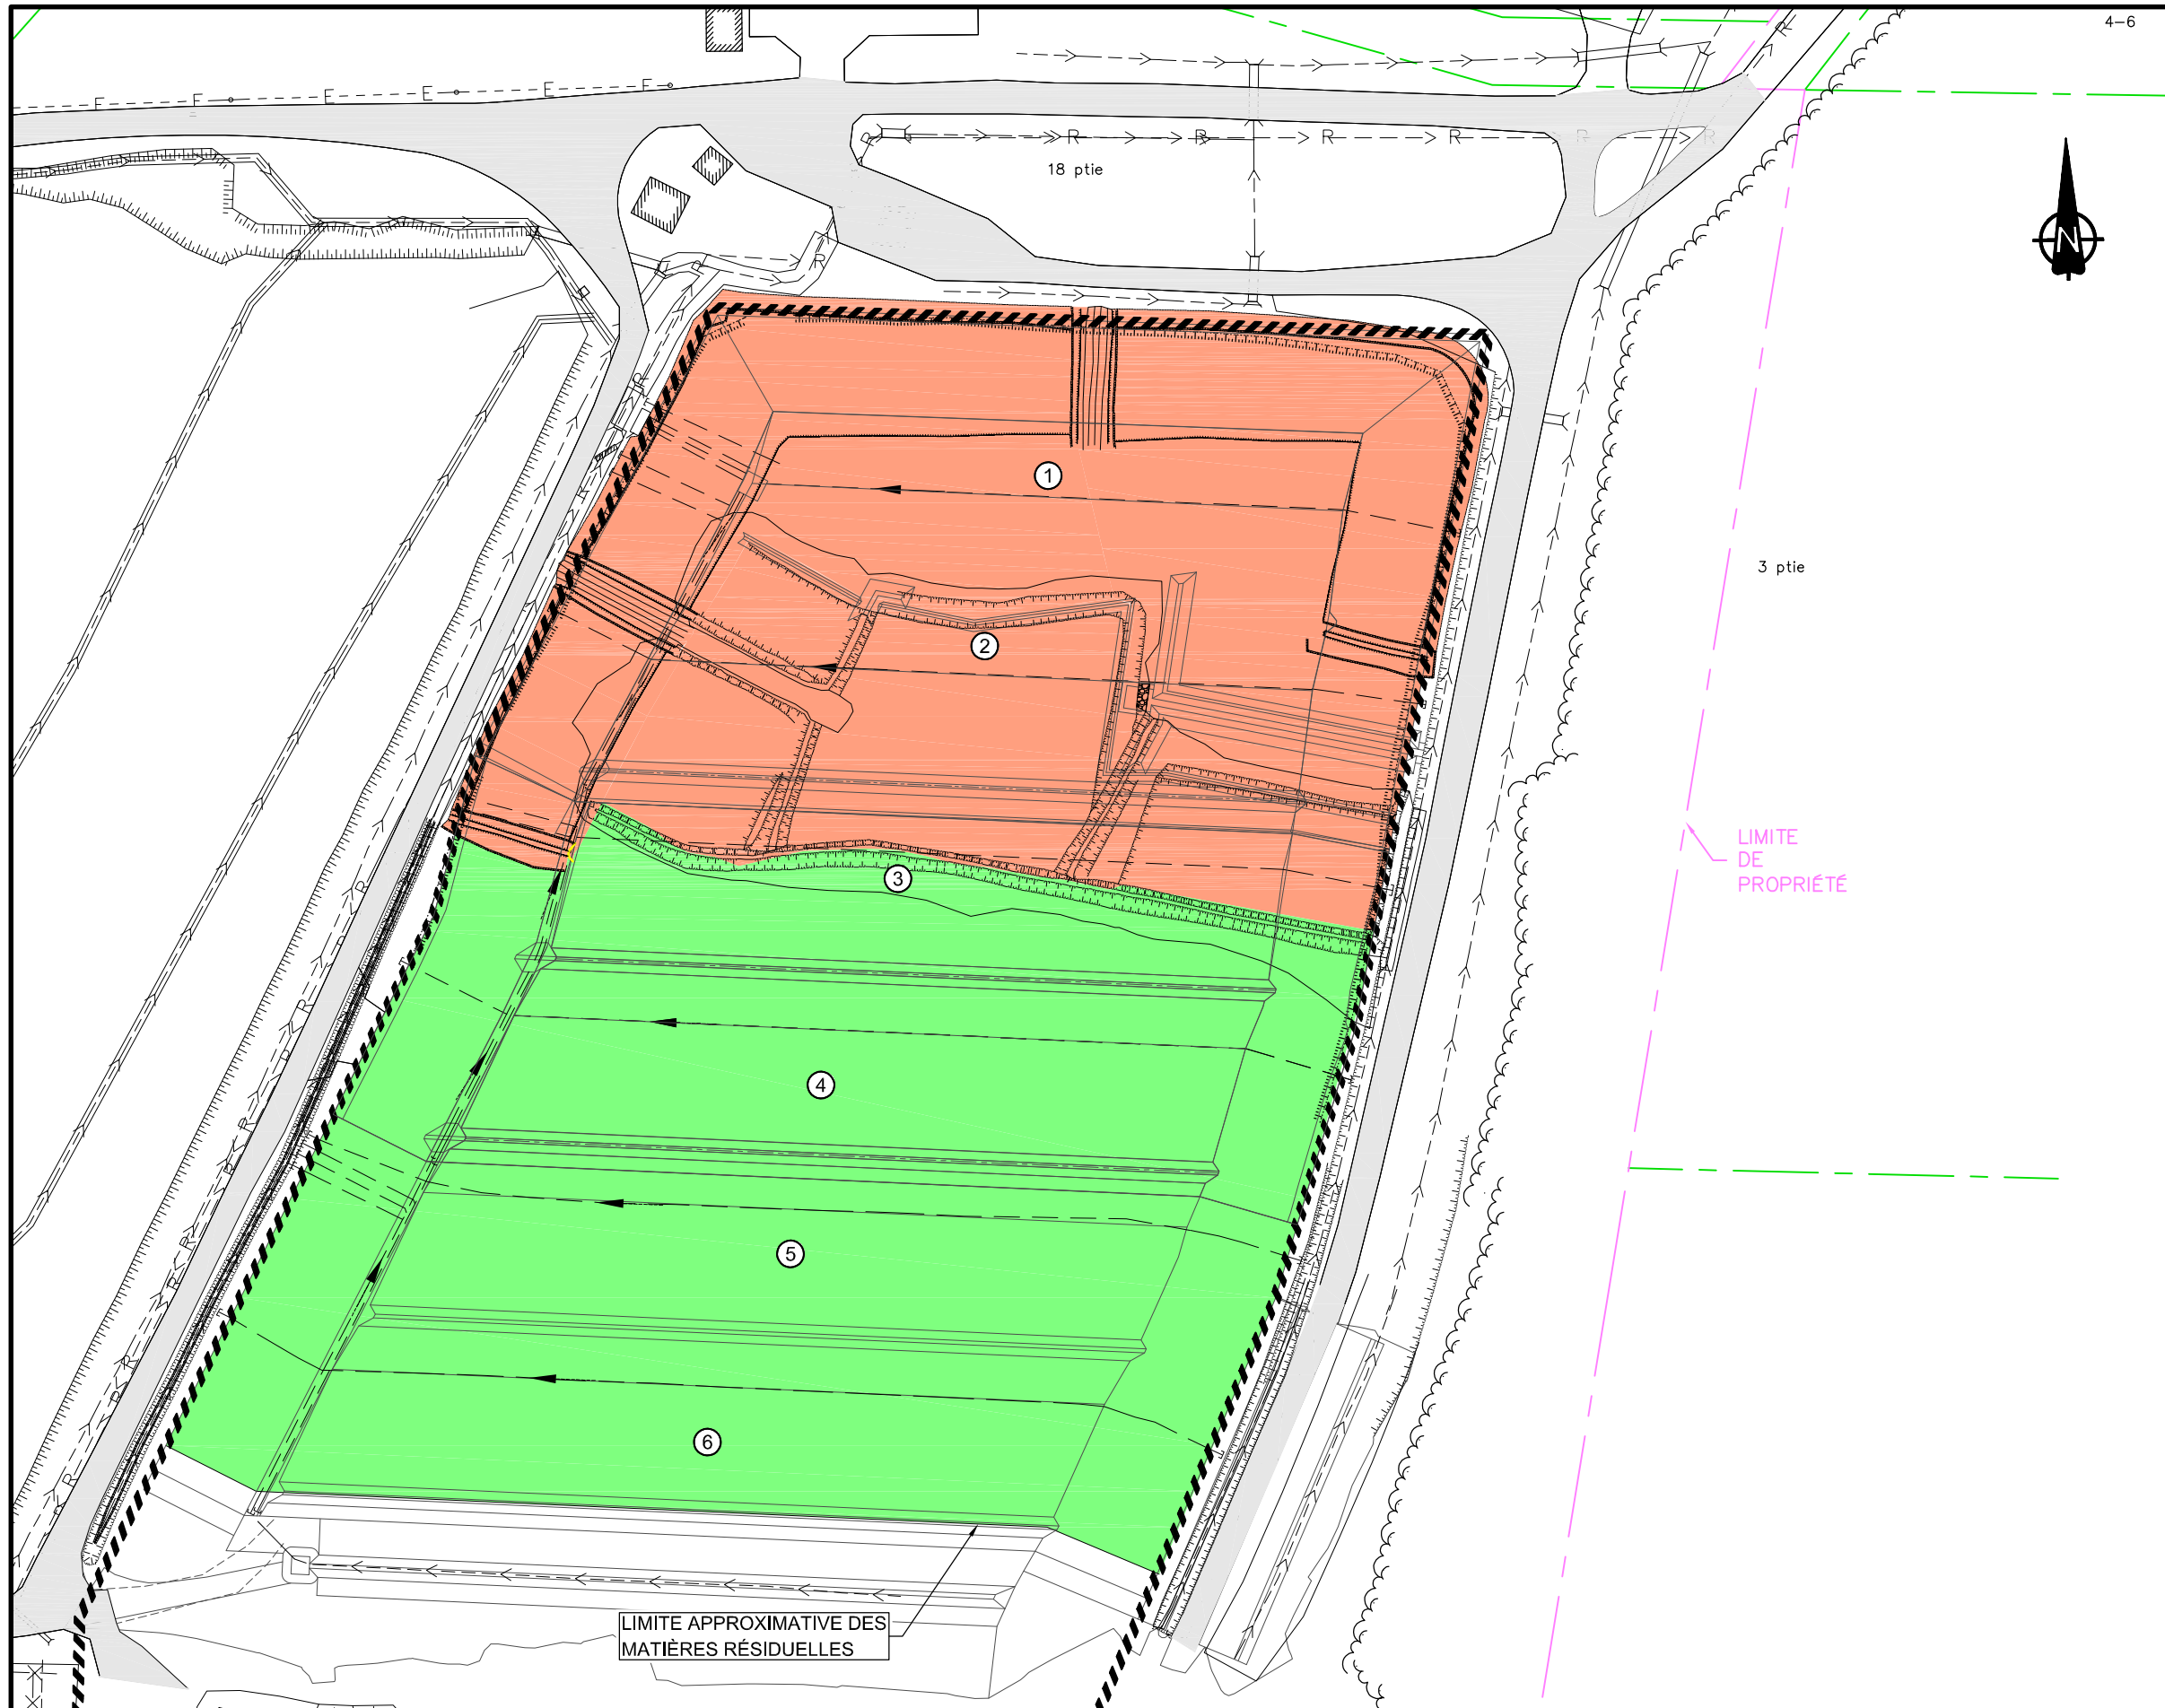 4–6
E E E E E E
R R R R R R R
18 ptie
R
N
1
3 ptie
2
3
LIMITE
DE
PROPRIÉTÉ
4
5
6
LIMITE APPROXIMATIVE DES
MATIÈRES RÉSIDUELLES